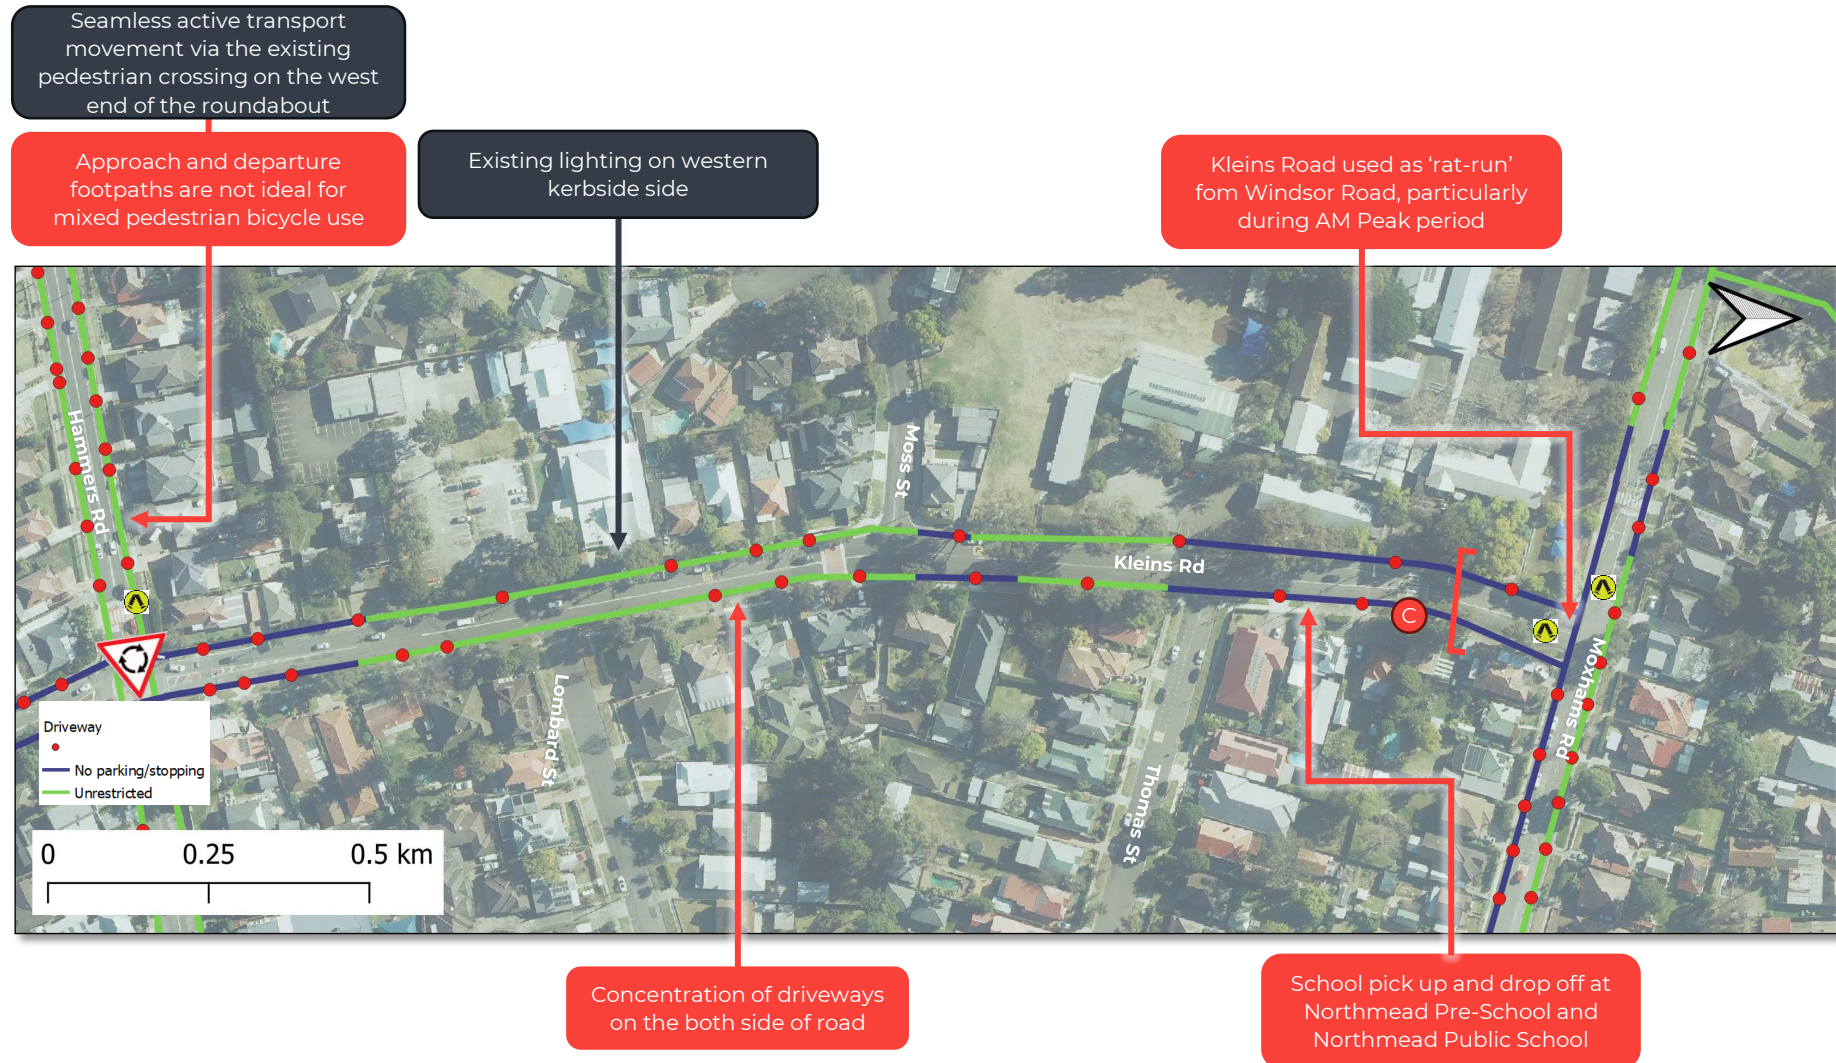 Seamless active transport
movement via the existing
pedestrian crossing on the west
end of the roundabout
Approach and departure
footpaths are not ideal for
mixed pedestrian bicycle use
Existing lighting on western
kerbside side
Kleins Road used as ‘rat-run’
fom Windsor Road, particularly
during AM Peak period
Hammers Rd
Moss St
Kleins Rd
C
Moxhams Rd
Lombard St
Thomas St
Driveway
No parking/stopping
Unrestricted
0 0.25 0.5 km
Concentration of driveways
on the both side of road
School pick up and drop off at
Northmead Pre-School and
Northmead Public School